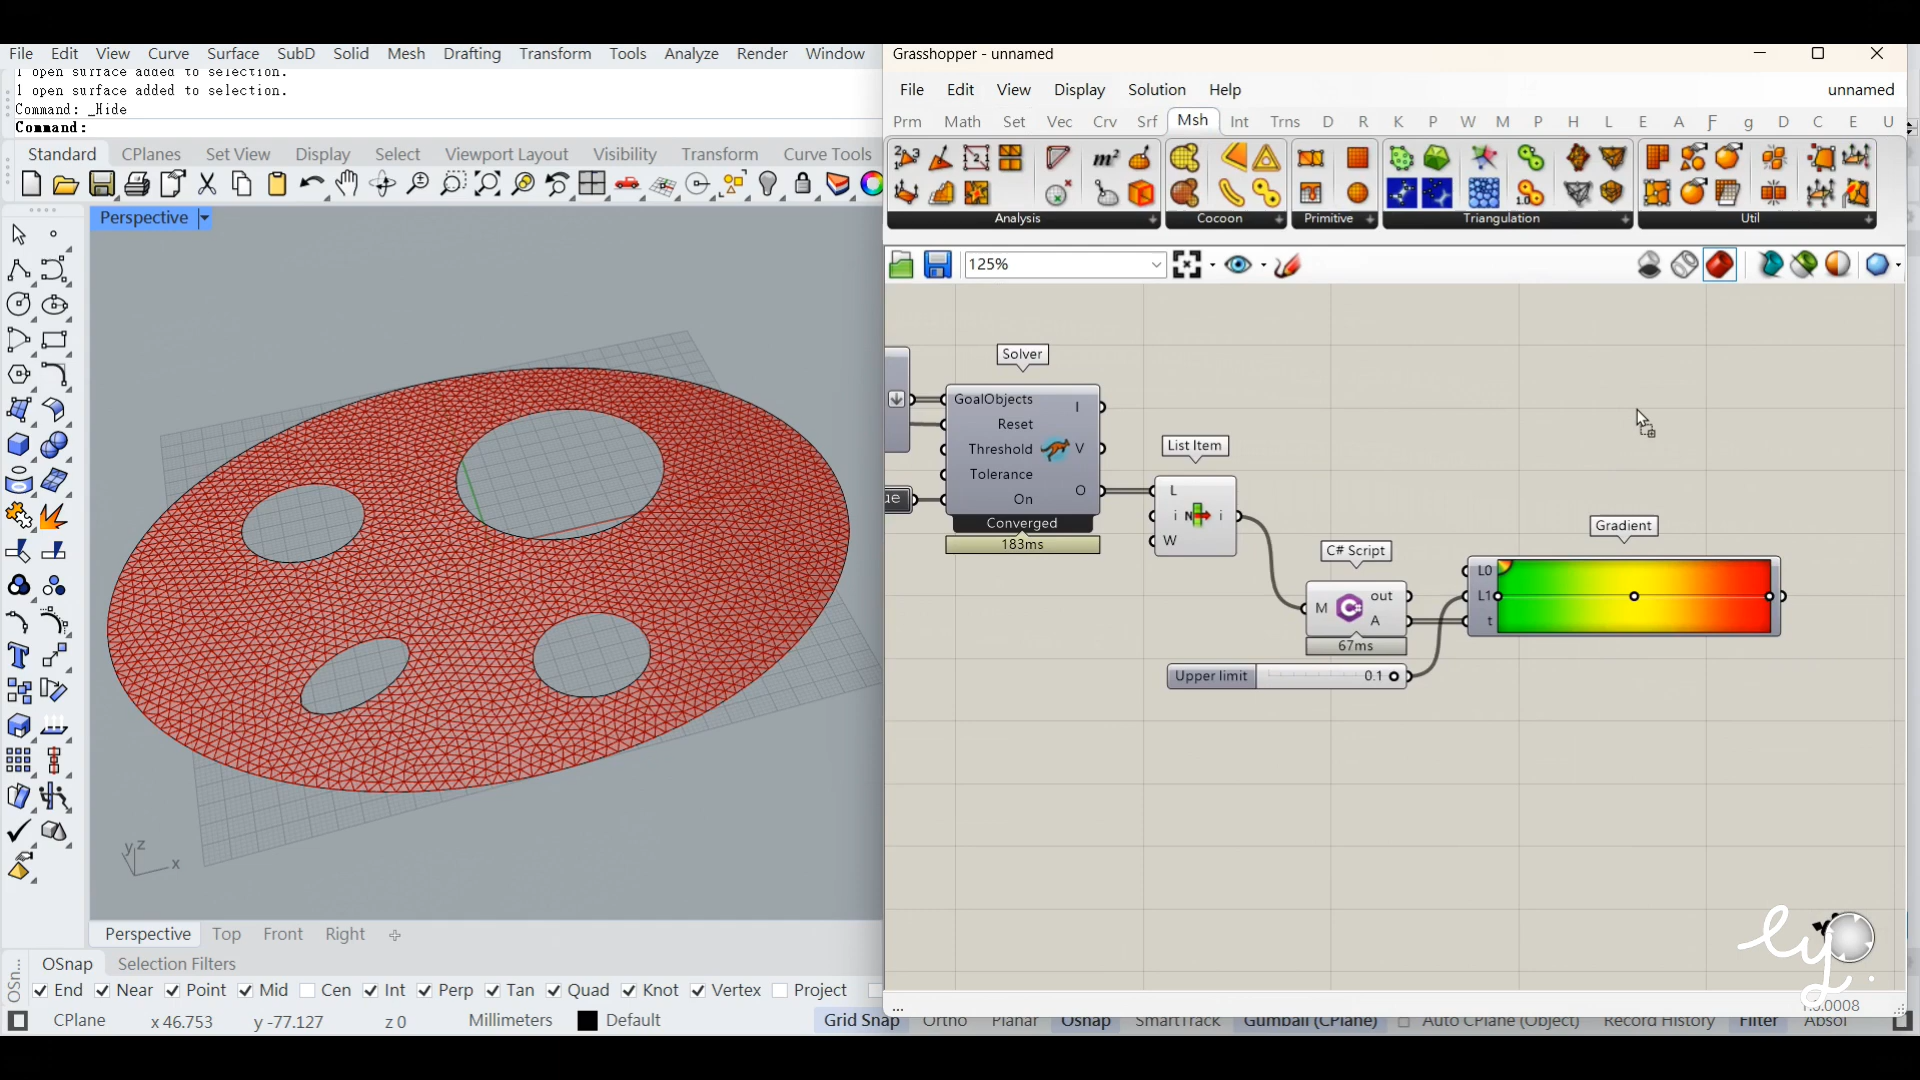 File Edit View Curve Surface SubD Solid Mesh Drafting Transform Tools Analyze Render Window
1 open surface added to selection.
1 open surface added to selection.
Command: _Hide
Command:
Standard CPlanes Set View Display Select Viewport Layout Visibility Transform Curve Tools
Perspective
y z
x
Perspective Top Front Right
OSnap Selection Filters
OSn...
End Near Point Mid Cen Int Perp Tan Quad Knot Vertex Project
CPlane x 46.753 y -77.127 z 0 Millimeters Default Grid Snap Ortho Planar Osnap SmartTrack Gumball (CPlane) Auto CPlane (Object) Record History Filter Absol
Grasshopper - unnamed
File Edit View Display Solution Help unnamed
Prm Math Set Vec Crv Srf Msh Int Trns D R K P W M P H L E A F g D C E U
Analysis Cocoon Primitive Triangulation Util
125%
Solver
GoalObjects
Reset
Threshold
Tolerance
On
I
V
O
Converged
183ms
ue
List Item
L
i
W
N
i
C# Script
M
out
A
67ms
Upper limit 0.1
Gradient
L0
L1
t
ly.
...
1.0.0008